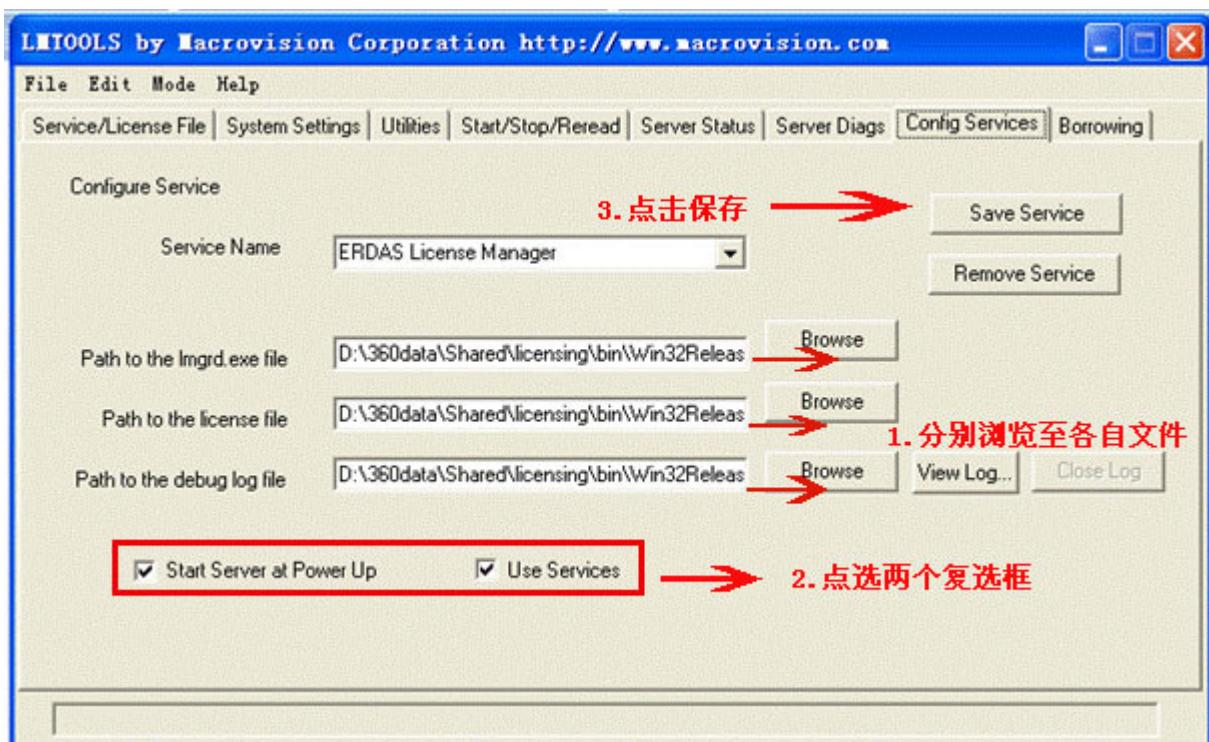 LMTOOLS by Macrovision Corporation http://www.macrovision.com
File Edit Mode Help
Service/License File System Settings Utilities Start/Stop/Reread Server Status Server Diags Config Services Borrowing
Configure Service
3.点击保存
Save Service
Service Name
ERDAS License Manager
Remove Service
Path to the lmgrd.exe file
D:\360data\Shared\licensing\bin\Win32Releas
Browse
Path to the license file
D:\360data\Shared\licensing\bin\Win32Releas
Browse
1.分别浏览至各自文件
Path to the debug log file
D:\360data\Shared\licensing\bin\Win32Releas
Browse
View Log...
Close Log
Start Server at Power Up
Use Services
2.点选两个复选框